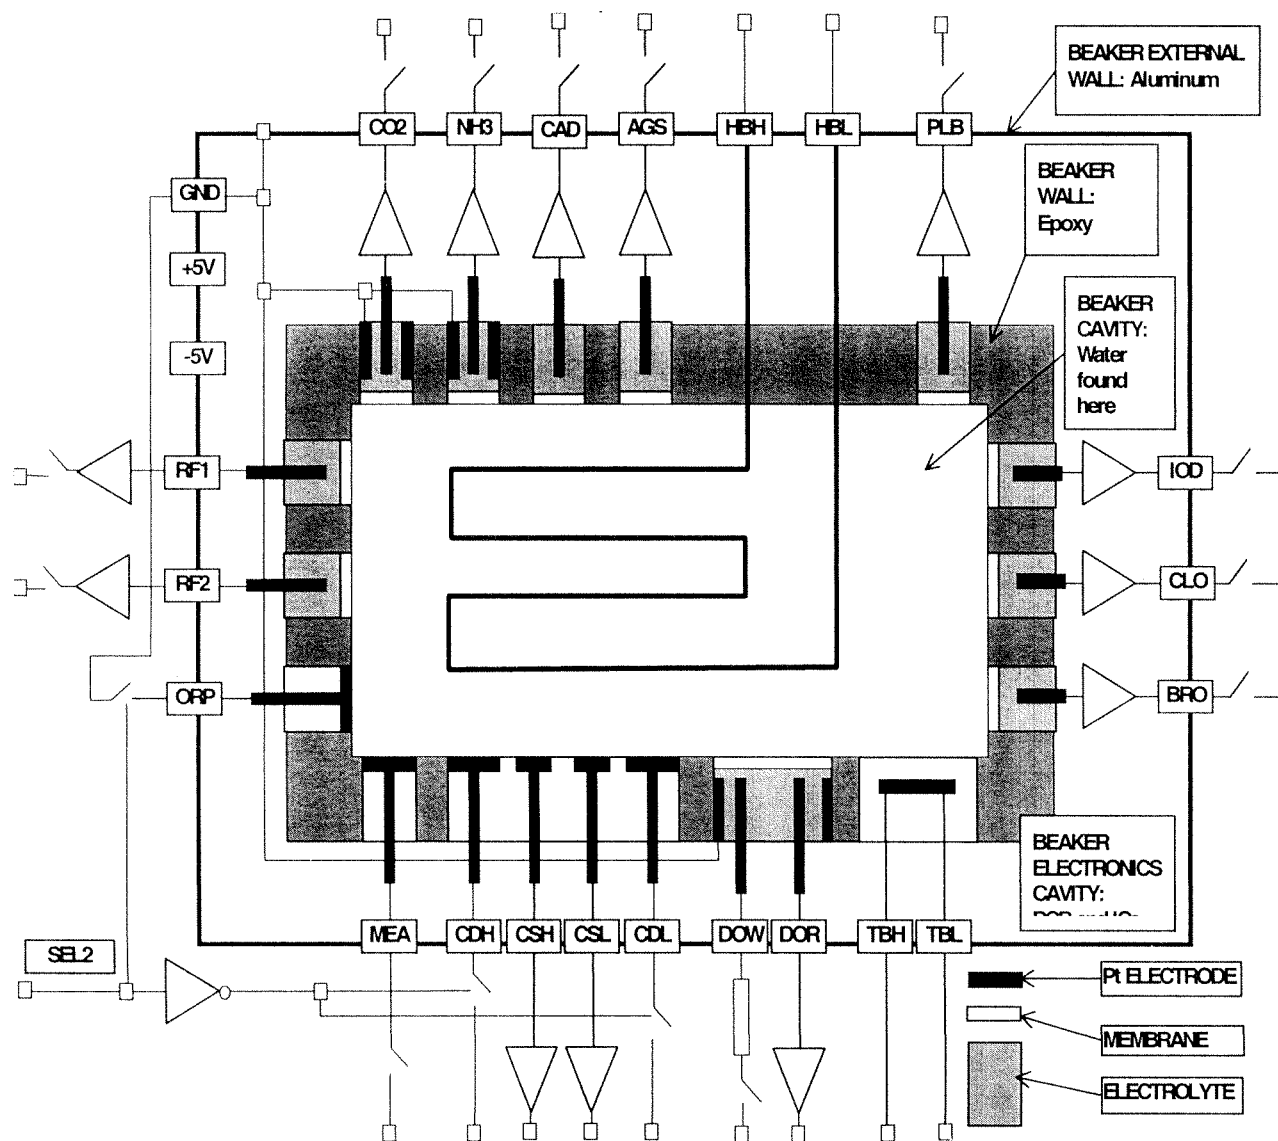 BEAKER EXTERNAL
WALL: Aluminum
CO2 NH3 CAD AGS HBH HBL PLB
BEAKER
WALL:
Epoxy
GND
+5V
BEAKER
CAVITY:
Water
found
here
-5V
RF1
IOD
RF2
CLO
ORP
BRO
BEAKER
ELECTRONICS
CAVITY:
MEA CDH CSH CSL CDL DOW DOR TBH TBL
SEL2
Pt ELECTRODE
MEMBRANE
ELECTROLYTE